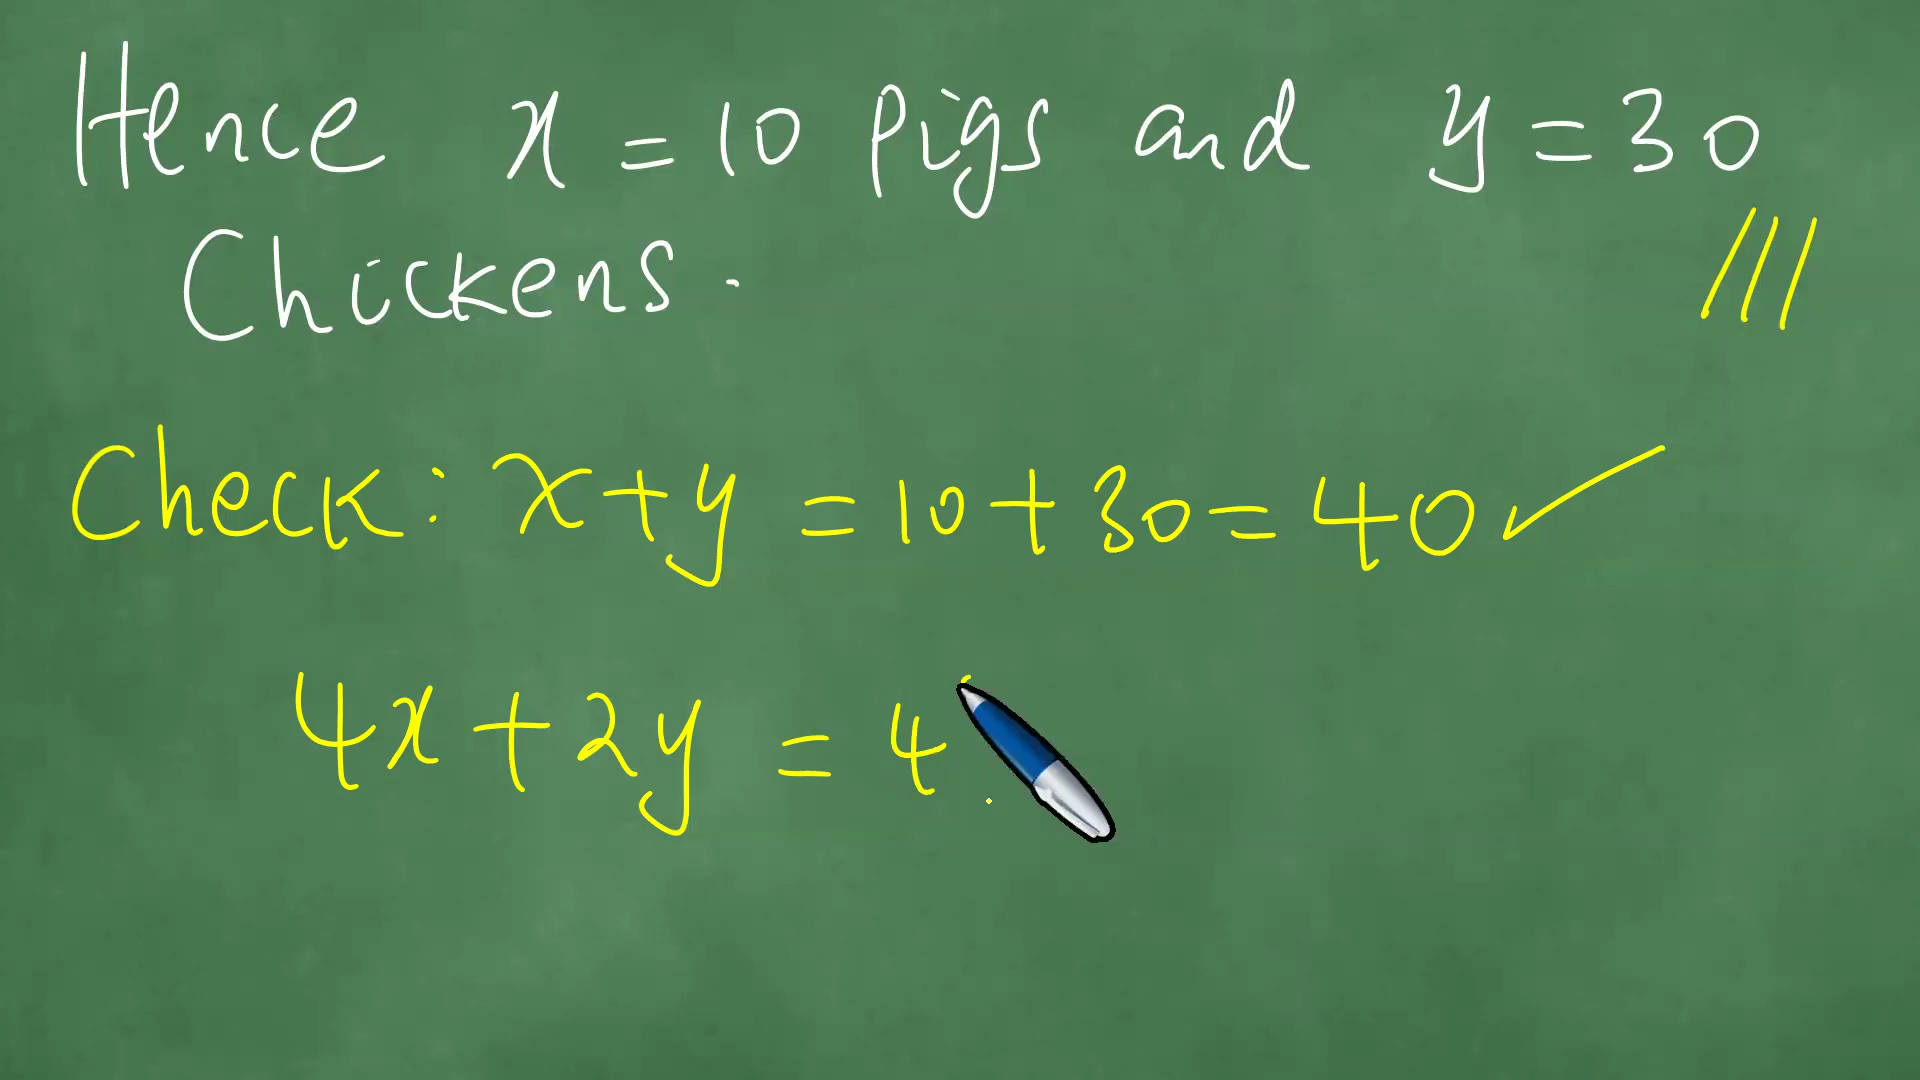 Hence x = 10 pigs and y = 30
Chickens.
Check: x+y = 10+30 = 40 ✓
4x + 2y = 4